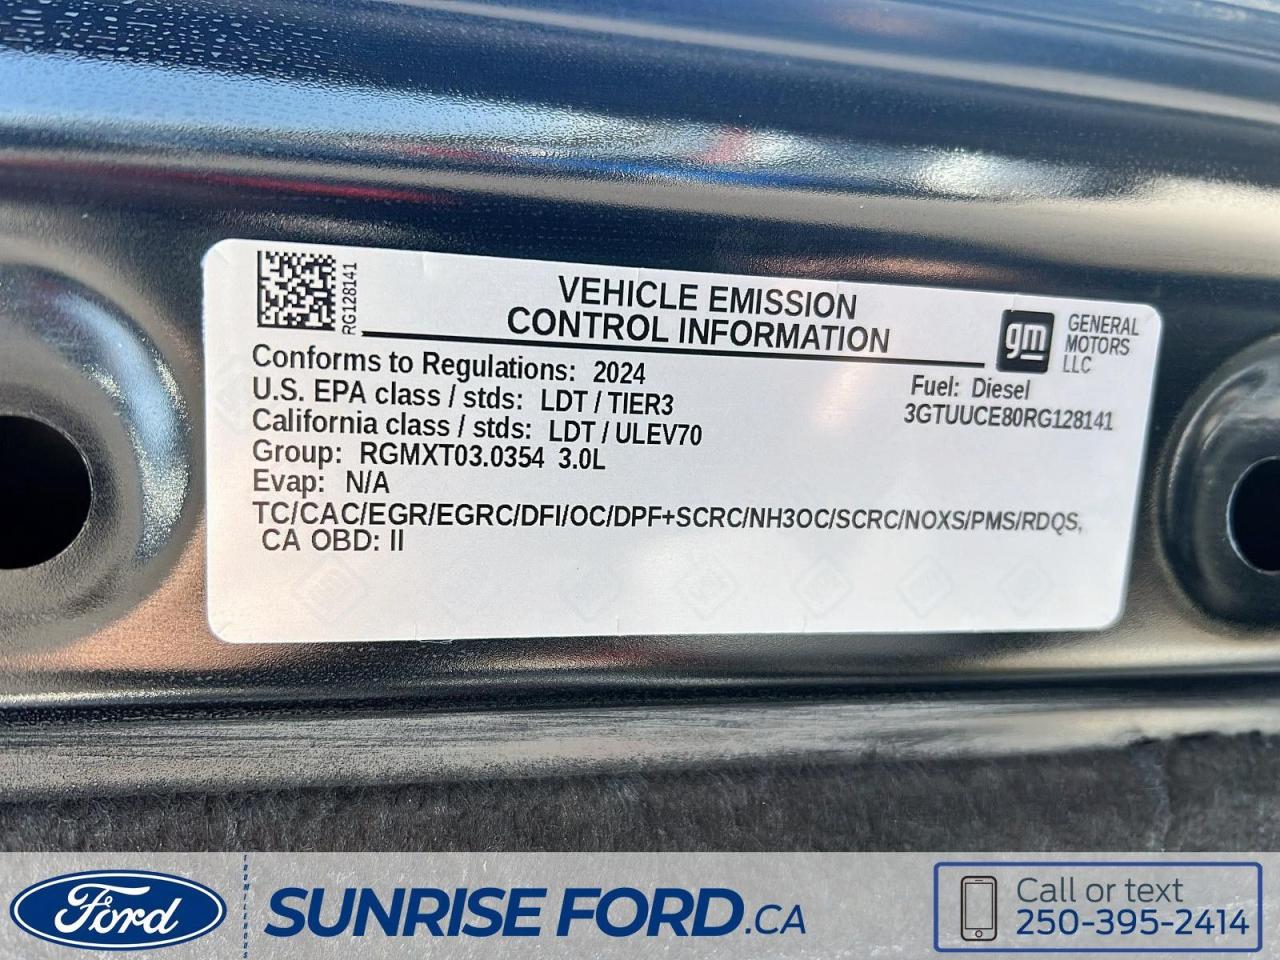 RG128141
VEHICLE EMISSION
CONTROL INFORMATION
gm
GENERAL
MOTORS
LLC
Conforms to Regulations: 2024
U.S. EPA class / stds: LDT / TIER3
California class / stds: LDT / ULEV70
Group: RGMXT03.0354 3.0L
Evap: N/A
Fuel: Diesel
3GTUUCE80RG128141
TC/CAC/EGR/EGRC/DFI/OC/DPF+SCRC/NH3OC/SCRC/NOXS/PMS/RDQS,
CA OBD: II
Ford
SUNRISE FORD.CA
Call or text
250-395-2414